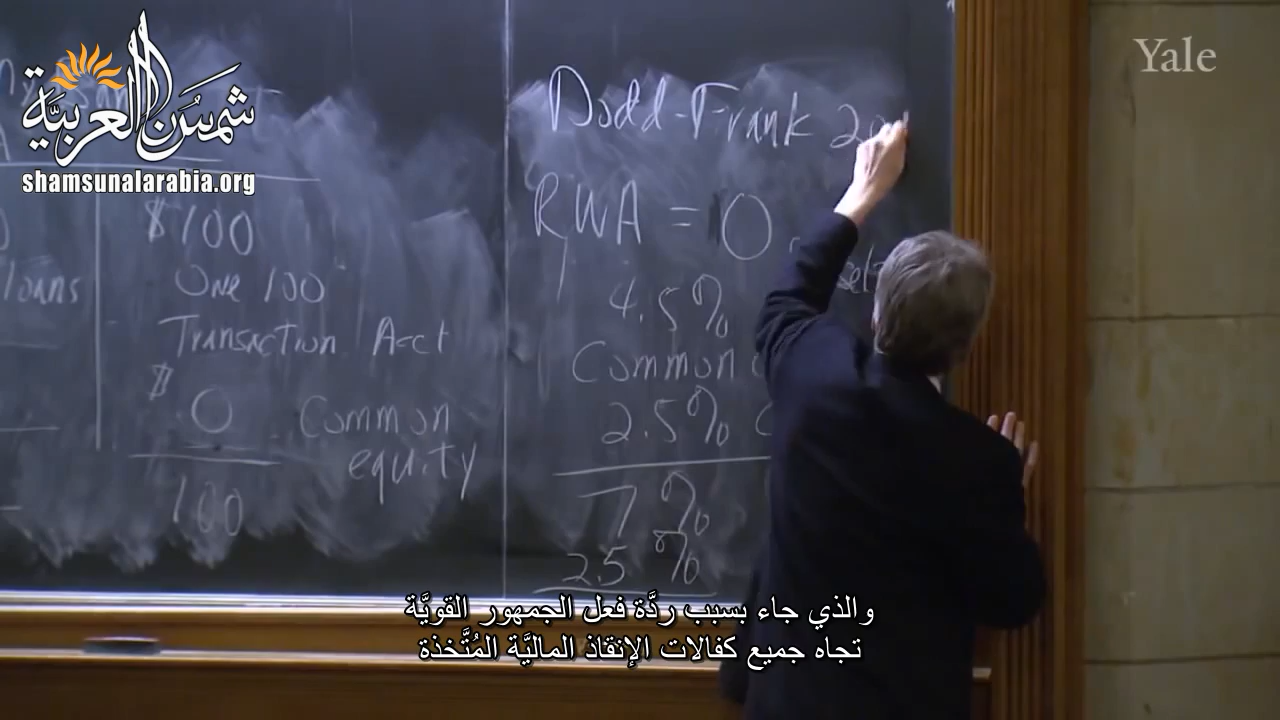 شمس العربية
shamsunalarabia.org
Yale
$100
loans
One 100
Transaction Act
$
0 Common
equity
100
Dodd-Frank 20
RWA = 10
4.5%
Common
2.5%
7%
2.5%
والذي جاء بسبب ردَّة فعل الجمهور القويَّة
تجاه جميع كفالات الإنقاذ الماليَّة المُتَّخذة